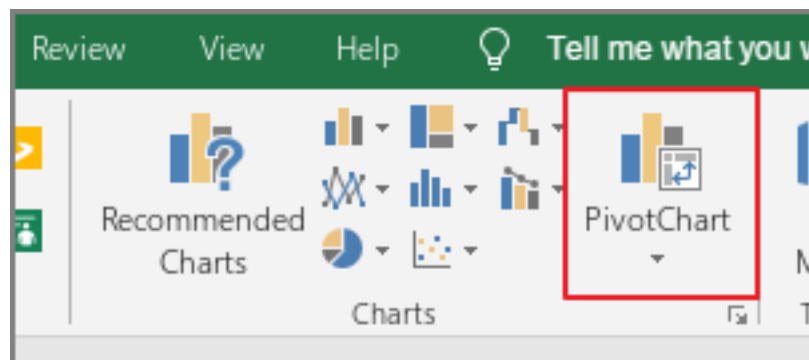 Review View Help Tell me what you
Recommended
Charts
PivotChart
Charts